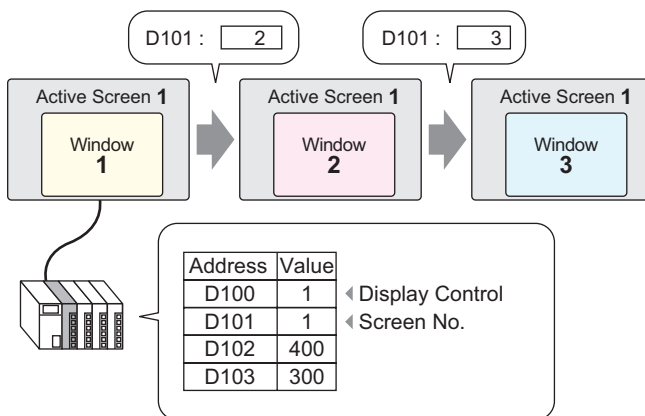 D101 : 2
D101 : 3
Active Screen 1
Window
1
Active Screen 1
Window
2
Active Screen 1
Window
3
Address Value
D100 1 Display Control
D101 1 Screen No.
D102 400
D103 300